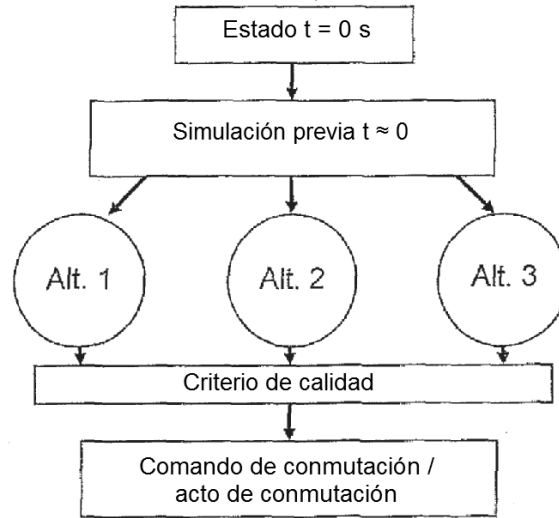 Estado t = 0 s
Simulación previa t ≈ 0
Alt. 1
Alt. 2
Alt. 3
Criterio de calidad
Comando de conmutación /
acto de conmutación